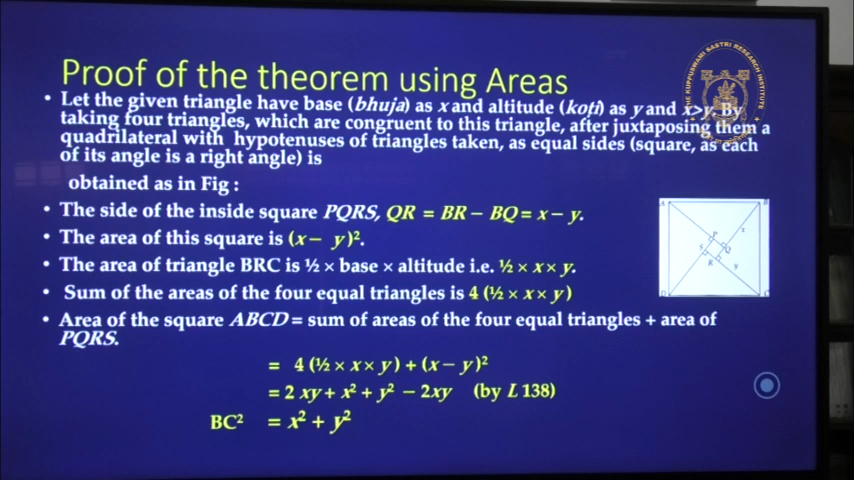 Proof of the theorem using Areas
• Let the given triangle have base (bhuja) as x and altitude (koṭi) as y and x>y. By
taking four triangles, which are congruent to this triangle, after juxtaposing them a
quadrilateral with hypotenuses of triangles taken, as equal sides (square, as each
of its angle is a right angle) is
obtained as in Fig :
• The side of the inside square PQRS, QR = BR − BQ = x − y.
• The area of this square is (x − y)².
• The area of triangle BRC is ½ × base × altitude i.e. ½ × x × y.
• Sum of the areas of the four equal triangles is 4 (½ × x × y)
• Area of the square ABCD = sum of areas of the four equal triangles + area of
PQRS.
= 4 (½ × x × y) + (x − y)²
= 2 xy + x² + y² − 2xy (by L 138)
BC² = x² + y²
THE KUPPUSWAMI SASTRI RESEARCH INSTITUTE
A B
P x
S Q
R y
D C